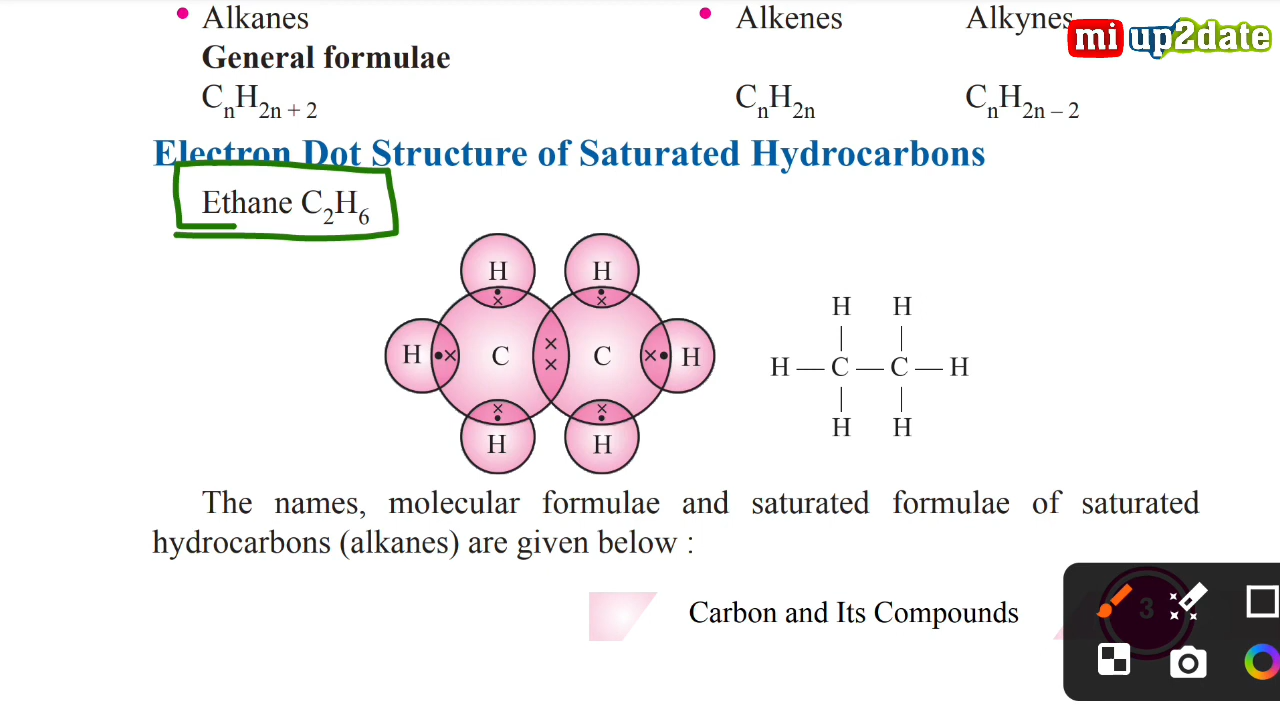 • Alkanes • Alkenes Alkynes
mi up2date
General formulae
CₙH₂ₙ ₊ ₂ CₙH₂ₙ CₙH₂ₙ ₋ ₂
Electron Dot Structure of Saturated Hydrocarbons
Ethane C₂H₆
H H
• •
× ×
H •× C × C ו H
×
× ×
• •
H H
H H
| |
H — C — C — H
| |
H H
The names, molecular formulae and saturated formulae of saturated
hydrocarbons (alkanes) are given below :
Carbon and Its Compounds
3